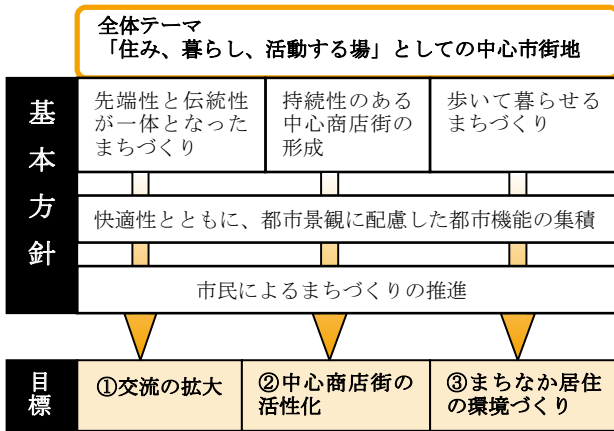 全体テーマ
「住み、暮らし、活動する場」としての中心市街地
基本方針
先端性と伝統性
が一体となった
まちづくり
持続性のある
中心商店街の
形成
歩いて暮らせる
まちづくり
快適性とともに、都市景観に配慮した都市機能の集積
市民によるまちづくりの推進
目標
①交流の拡大
②中心商店街の
活性化
③まちなか居住
の環境づくり